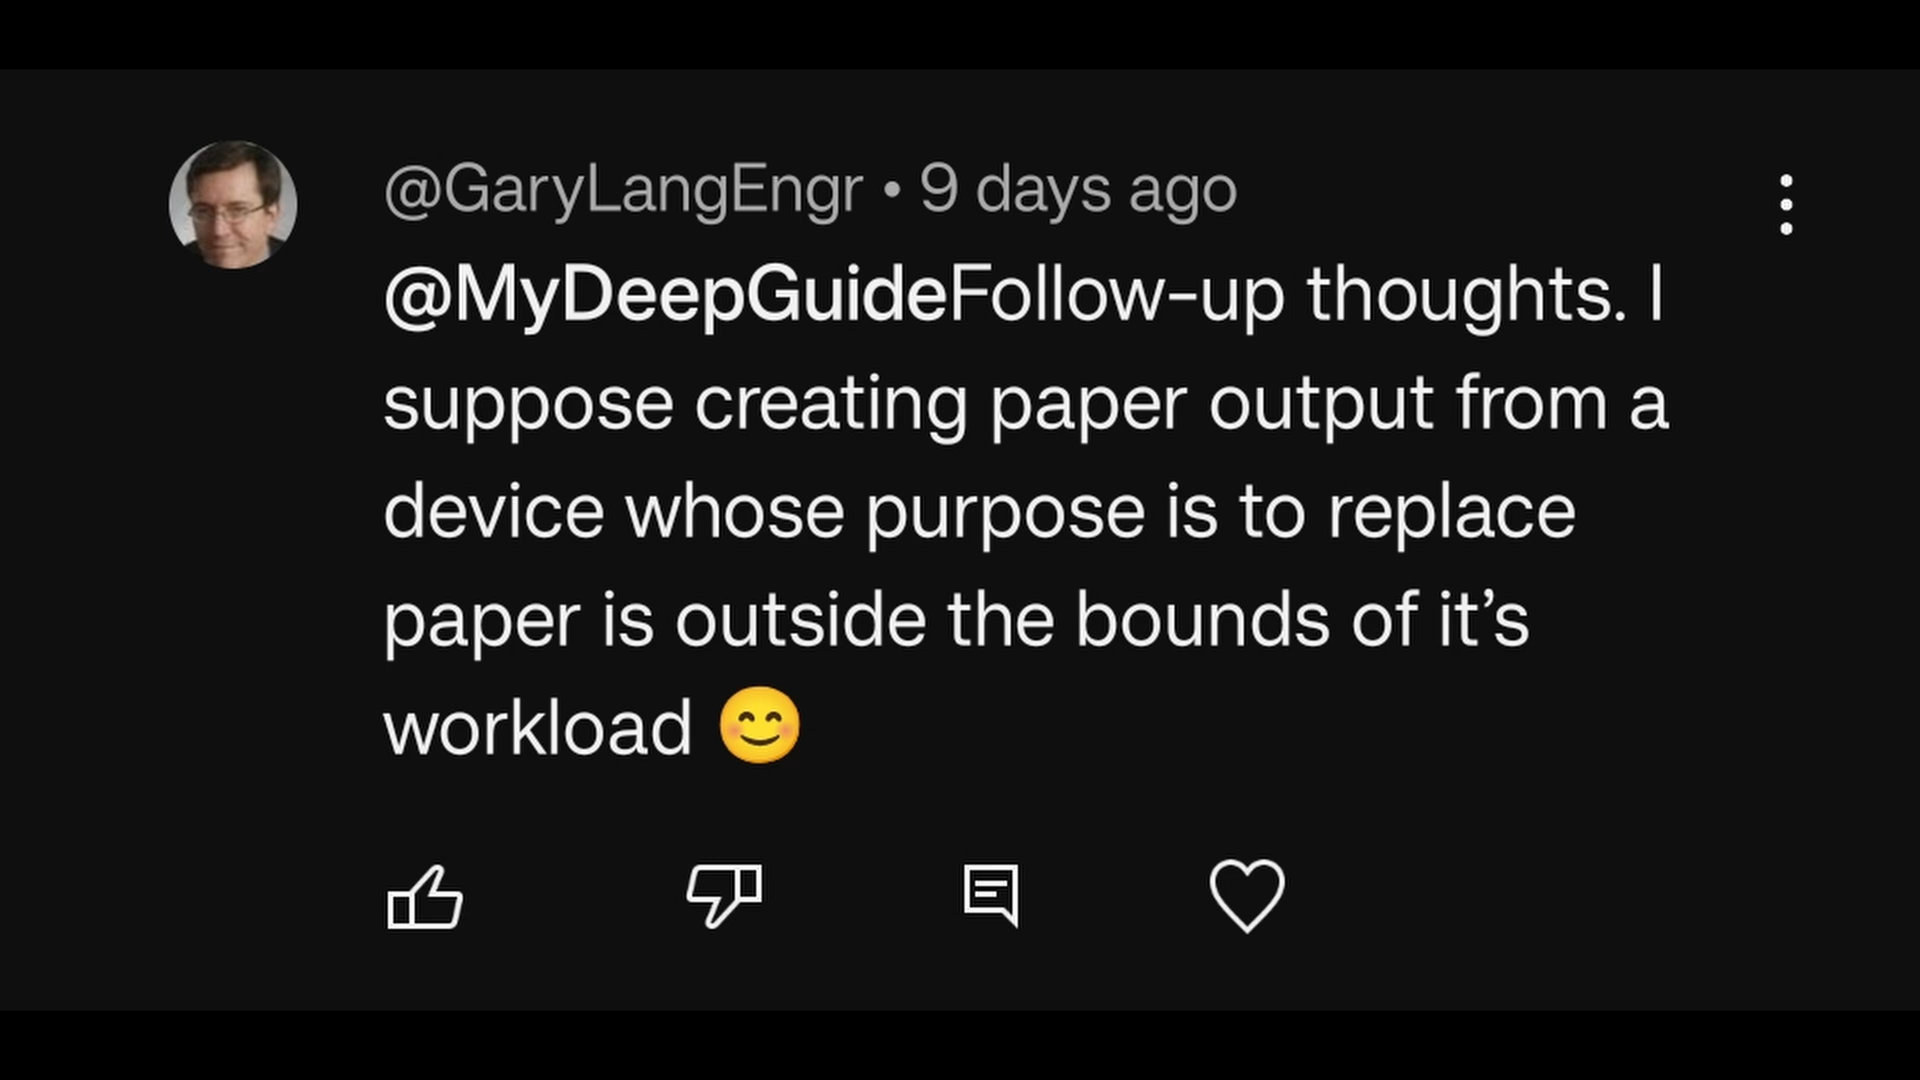 @GaryLangEngr • 9 days ago
@MyDeepGuideFollow-up thoughts. I
suppose creating paper output from a
device whose purpose is to replace
paper is outside the bounds of it’s
workload 😊